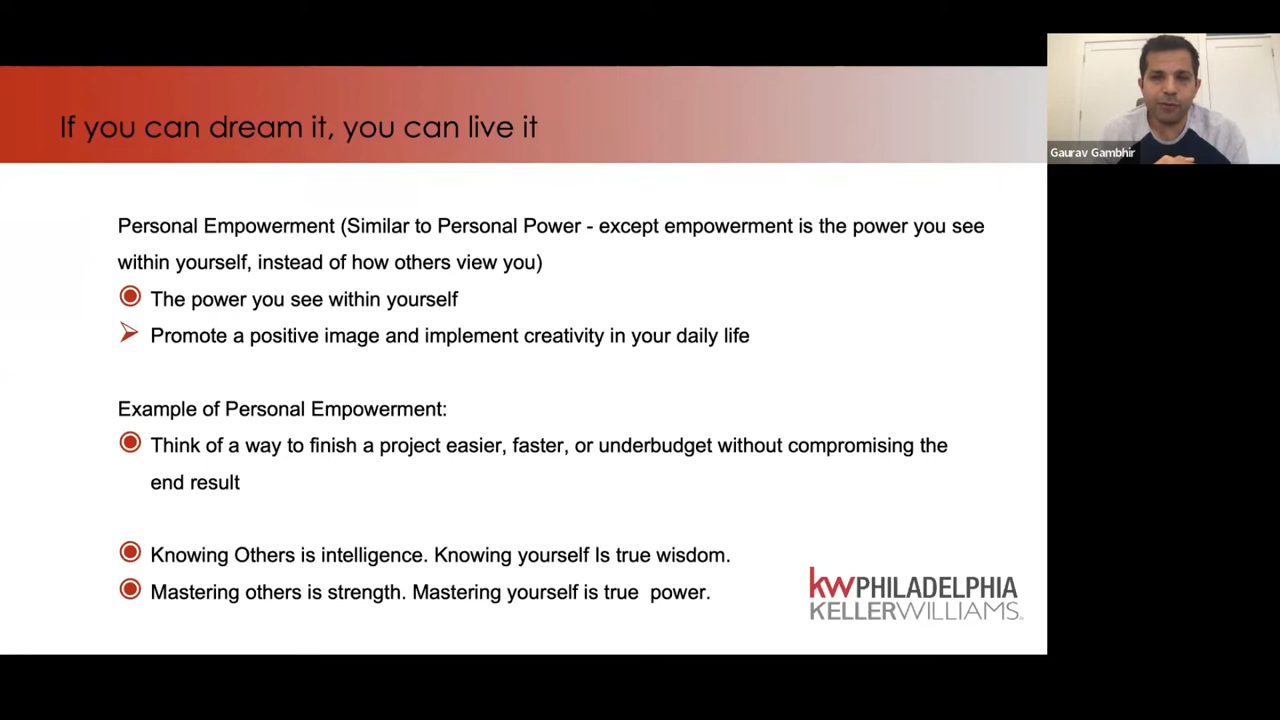 If you can dream it, you can live it
Gaurav Gambhir
Personal Empowerment (Similar to Personal Power - except empowerment is the power you see
within yourself, instead of how others view you)
The power you see within yourself
Promote a positive image and implement creativity in your daily life
Example of Personal Empowerment:
Think of a way to finish a project easier, faster, or underbudget without compromising the
end result
Knowing Others is intelligence. Knowing yourself Is true wisdom.
Mastering others is strength. Mastering yourself is true  power.
kwPHILADELPHIA
KELLERWILLIAMS®